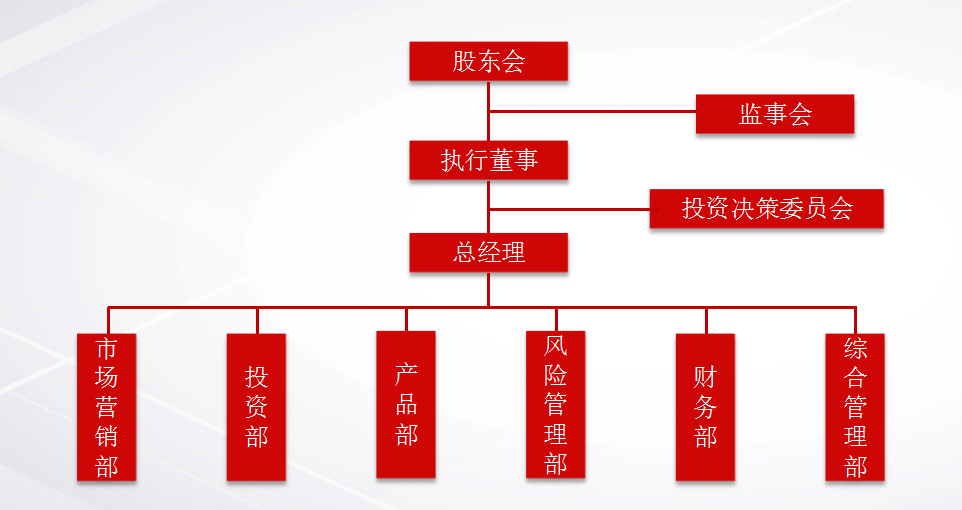 股东会
监事会
执行董事
投资决策委员会
总经理
市场营销部
投资部
产品部
风险管理部
财务部
综合管理部